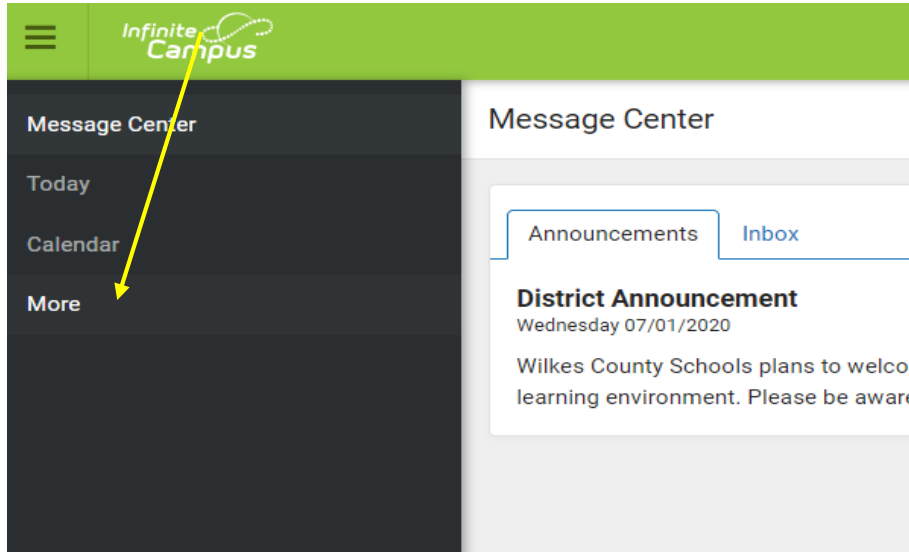 Infinite
Campus
Message Center
Today
Calendar
More
Message Center
Announcements Inbox
District Announcement
Wednesday 07/01/2020
Wilkes County Schools plans to welco
learning environment. Please be aware